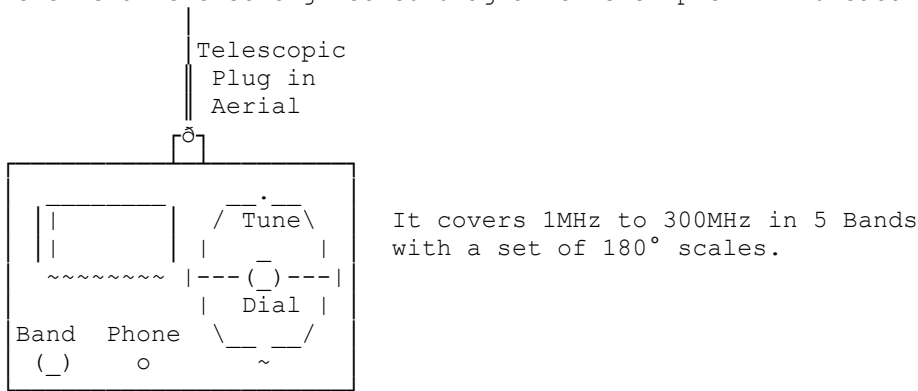 Telescopic
Plug in
Aerial
Tune
It covers 1MHz to 300MHz in 5 Bands
with a set of 180° scales.
Dial
Band Phone